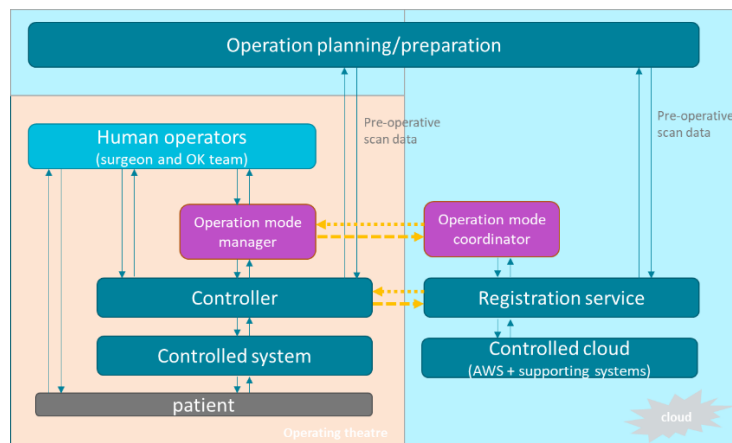 Operation planning/preparation
Pre-operative
scan data
Pre-operative
scan data
Human operators
(surgeon and OK team)
Operation mode
manager
Operation mode
coordinator
Controller
Registration service
Controlled system
Controlled cloud
(AWS + supporting systems)
patient
Operating theatre
cloud